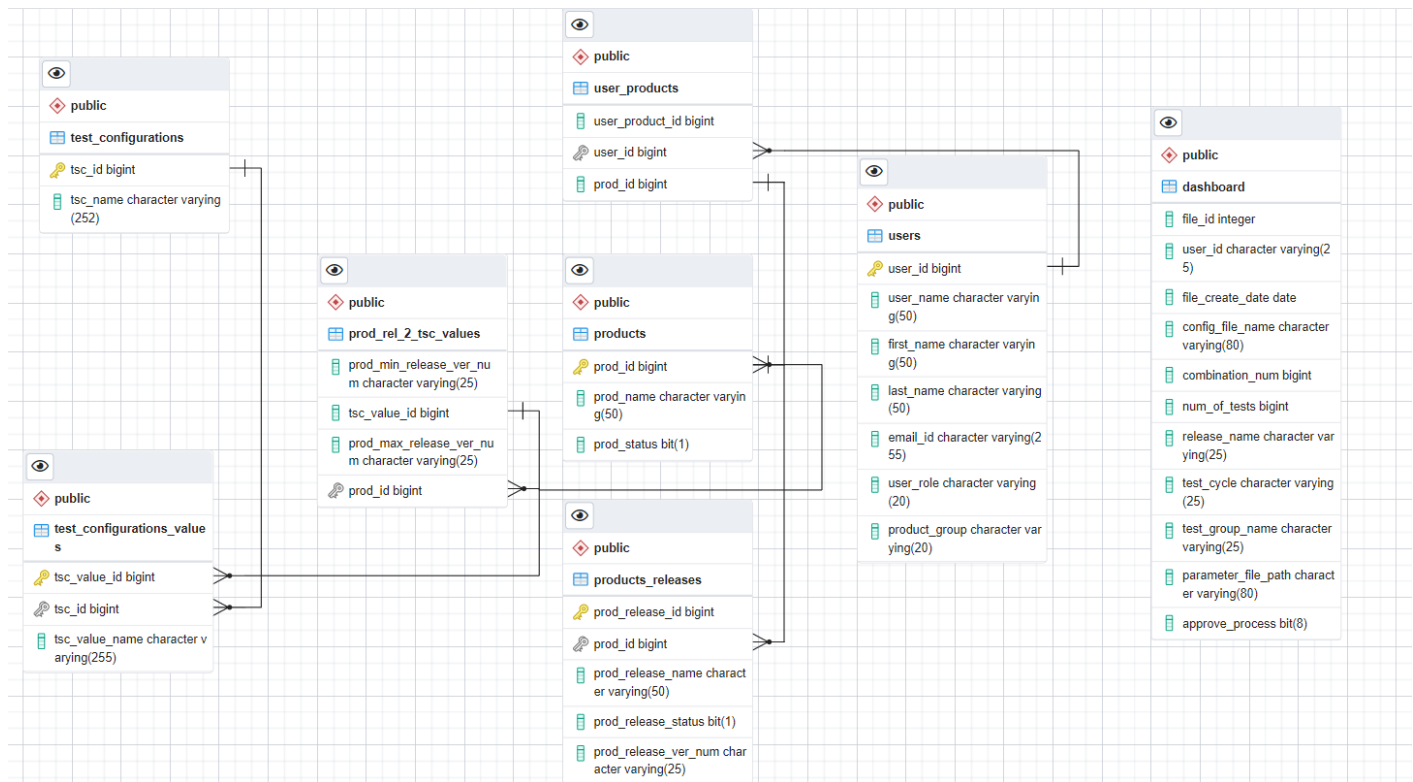 public
test_configurations
tsc_id bigint
tsc_name character varying
(252)
public
test_configurations_value
s
tsc_value_id bigint
tsc_id bigint
tsc_value_name character v
arying(255)
public
prod_rel_2_tsc_values
prod_min_release_ver_nu
m character varying(25)
tsc_value_id bigint
prod_max_release_ver_nu
m character varying(25)
prod_id bigint
public
user_products
user_product_id bigint
user_id bigint
prod_id bigint
public
products
prod_id bigint
prod_name character varyin
g(50)
prod_status bit(1)
public
products_releases
prod_release_id bigint
prod_id bigint
prod_release_name charact
er varying(50)
prod_release_status bit(1)
prod_release_ver_num char
acter varying(25)
public
users
user_id bigint
user_name character varyin
g(50)
first_name character varyin
g(50)
last_name character varying
(50)
email_id character varying(2
55)
user_role character varying
(20)
product_group character var
ying(20)
public
dashboard
file_id integer
user_id character varying(2
5)
file_create_date date
config_file_name character
varying(80)
combination_num bigint
num_of_tests bigint
release_name character var
ying(25)
test_cycle character varying
(25)
test_group_name character
varying(25)
parameter_file_path charact
er varying(80)
approve_process bit(8)